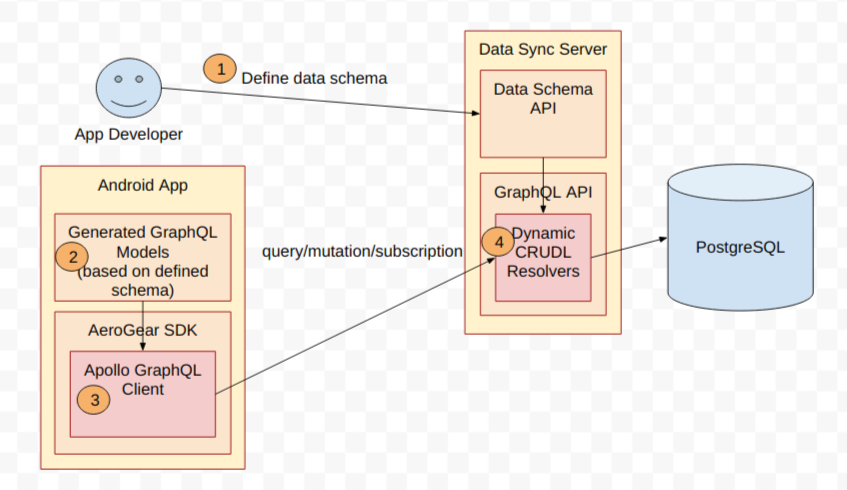 1
Define data schema
App Developer
Data Sync Server
Data Schema
API
GraphQL API
4
Dynamic
CRUDL
Resolvers
PostgreSQL
query/mutation/subscription
Android App
Generated GraphQL
Models
2
(based on defined
schema)
AeroGear SDK
Apollo GraphQL
Client
3